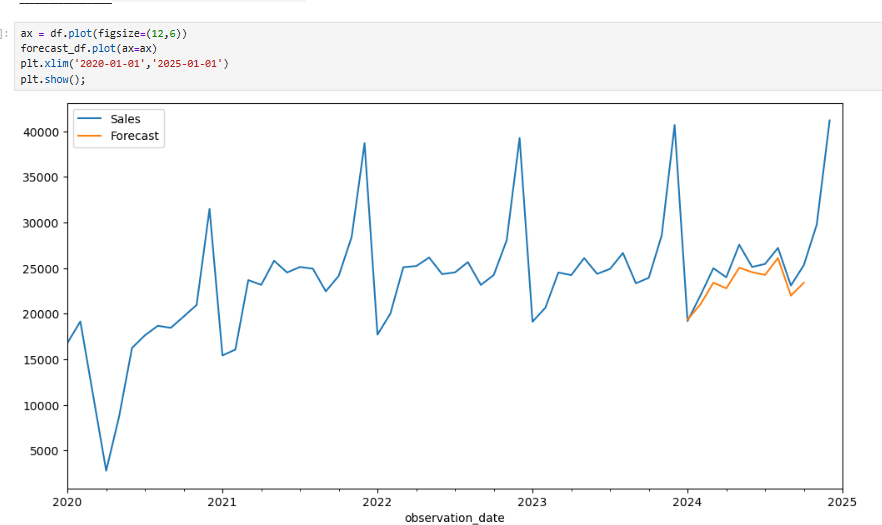 ]:
ax = df.plot(figsize=(12,6))
forecast_df.plot(ax=ax)
plt.xlim('2020-01-01','2025-01-01')
plt.show();
Sales
Forecast
40000
35000
30000
25000
20000
15000
10000
5000
2020 2021 2022 2023 2024 2025
observation_date